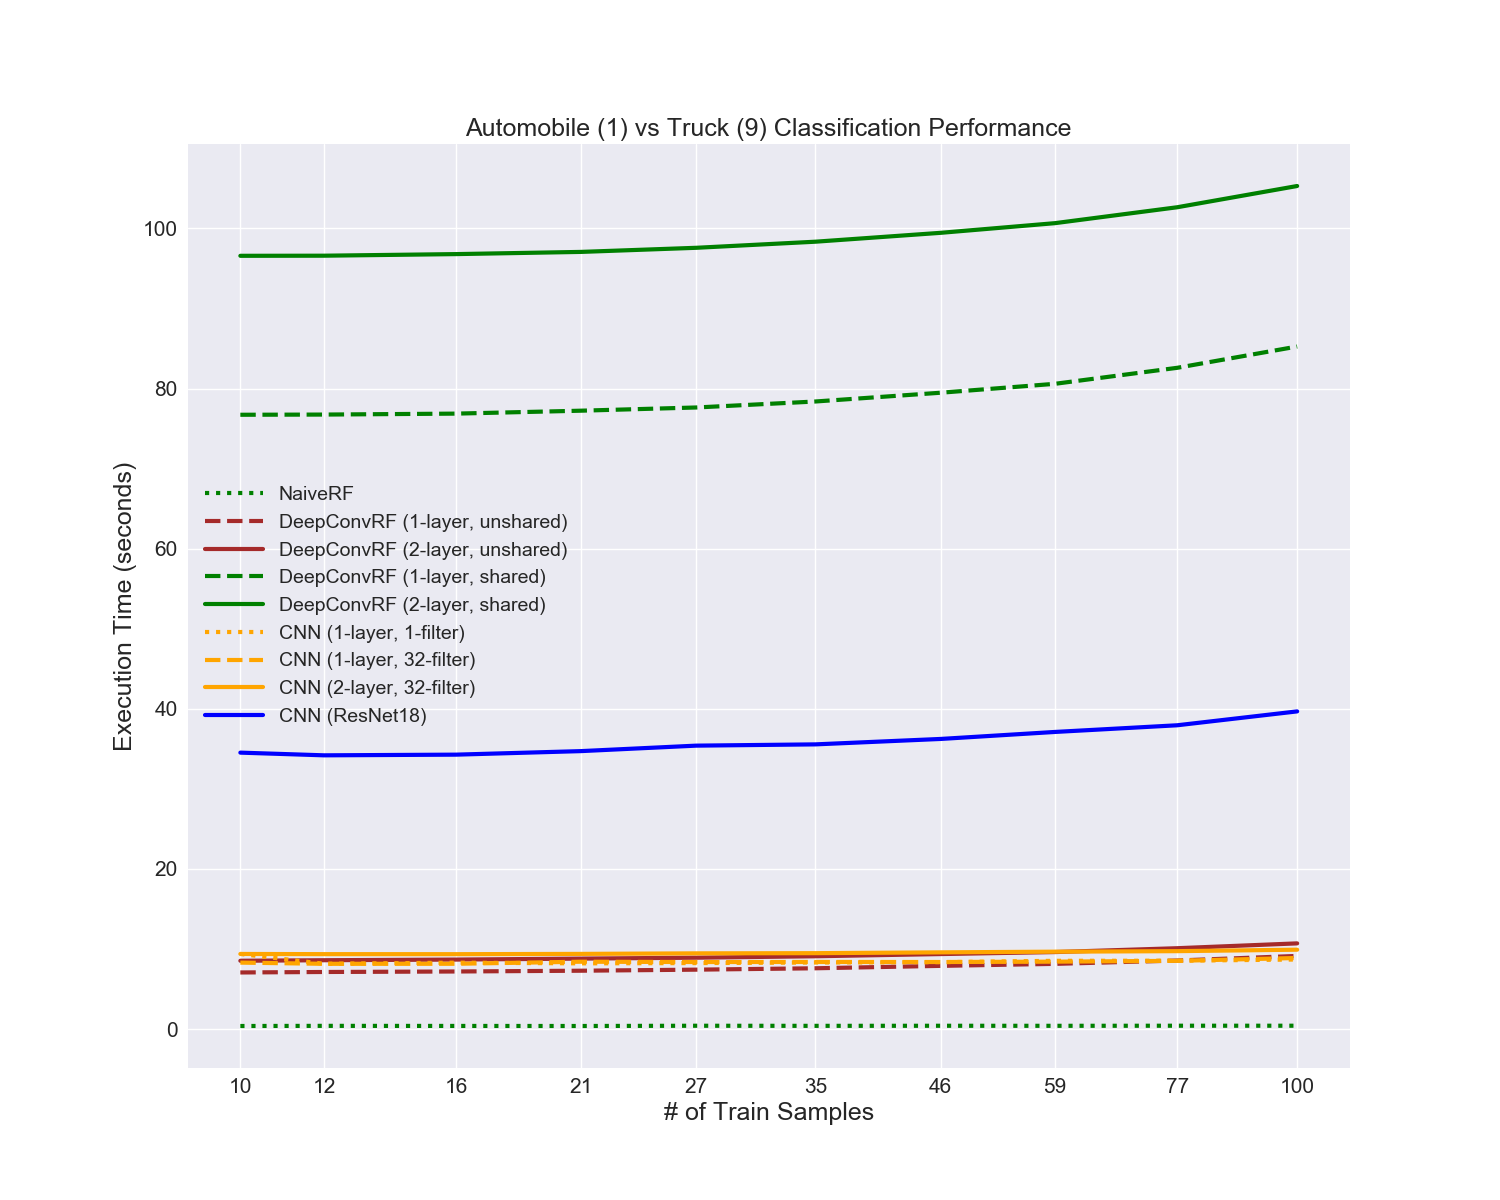 Automobile (1) vs Truck (9) Classification Performance
Execution Time (seconds)
100
80
60
40
20
0
NaiveRF
DeepConvRF (1-layer, unshared)
DeepConvRF (2-layer, unshared)
DeepConvRF (1-layer, shared)
DeepConvRF (2-layer, shared)
CNN (1-layer, 1-filter)
CNN (1-layer, 32-filter)
CNN (2-layer, 32-filter)
CNN (ResNet18)
10 12 16 21 27 35 46 59 77 100
# of Train Samples